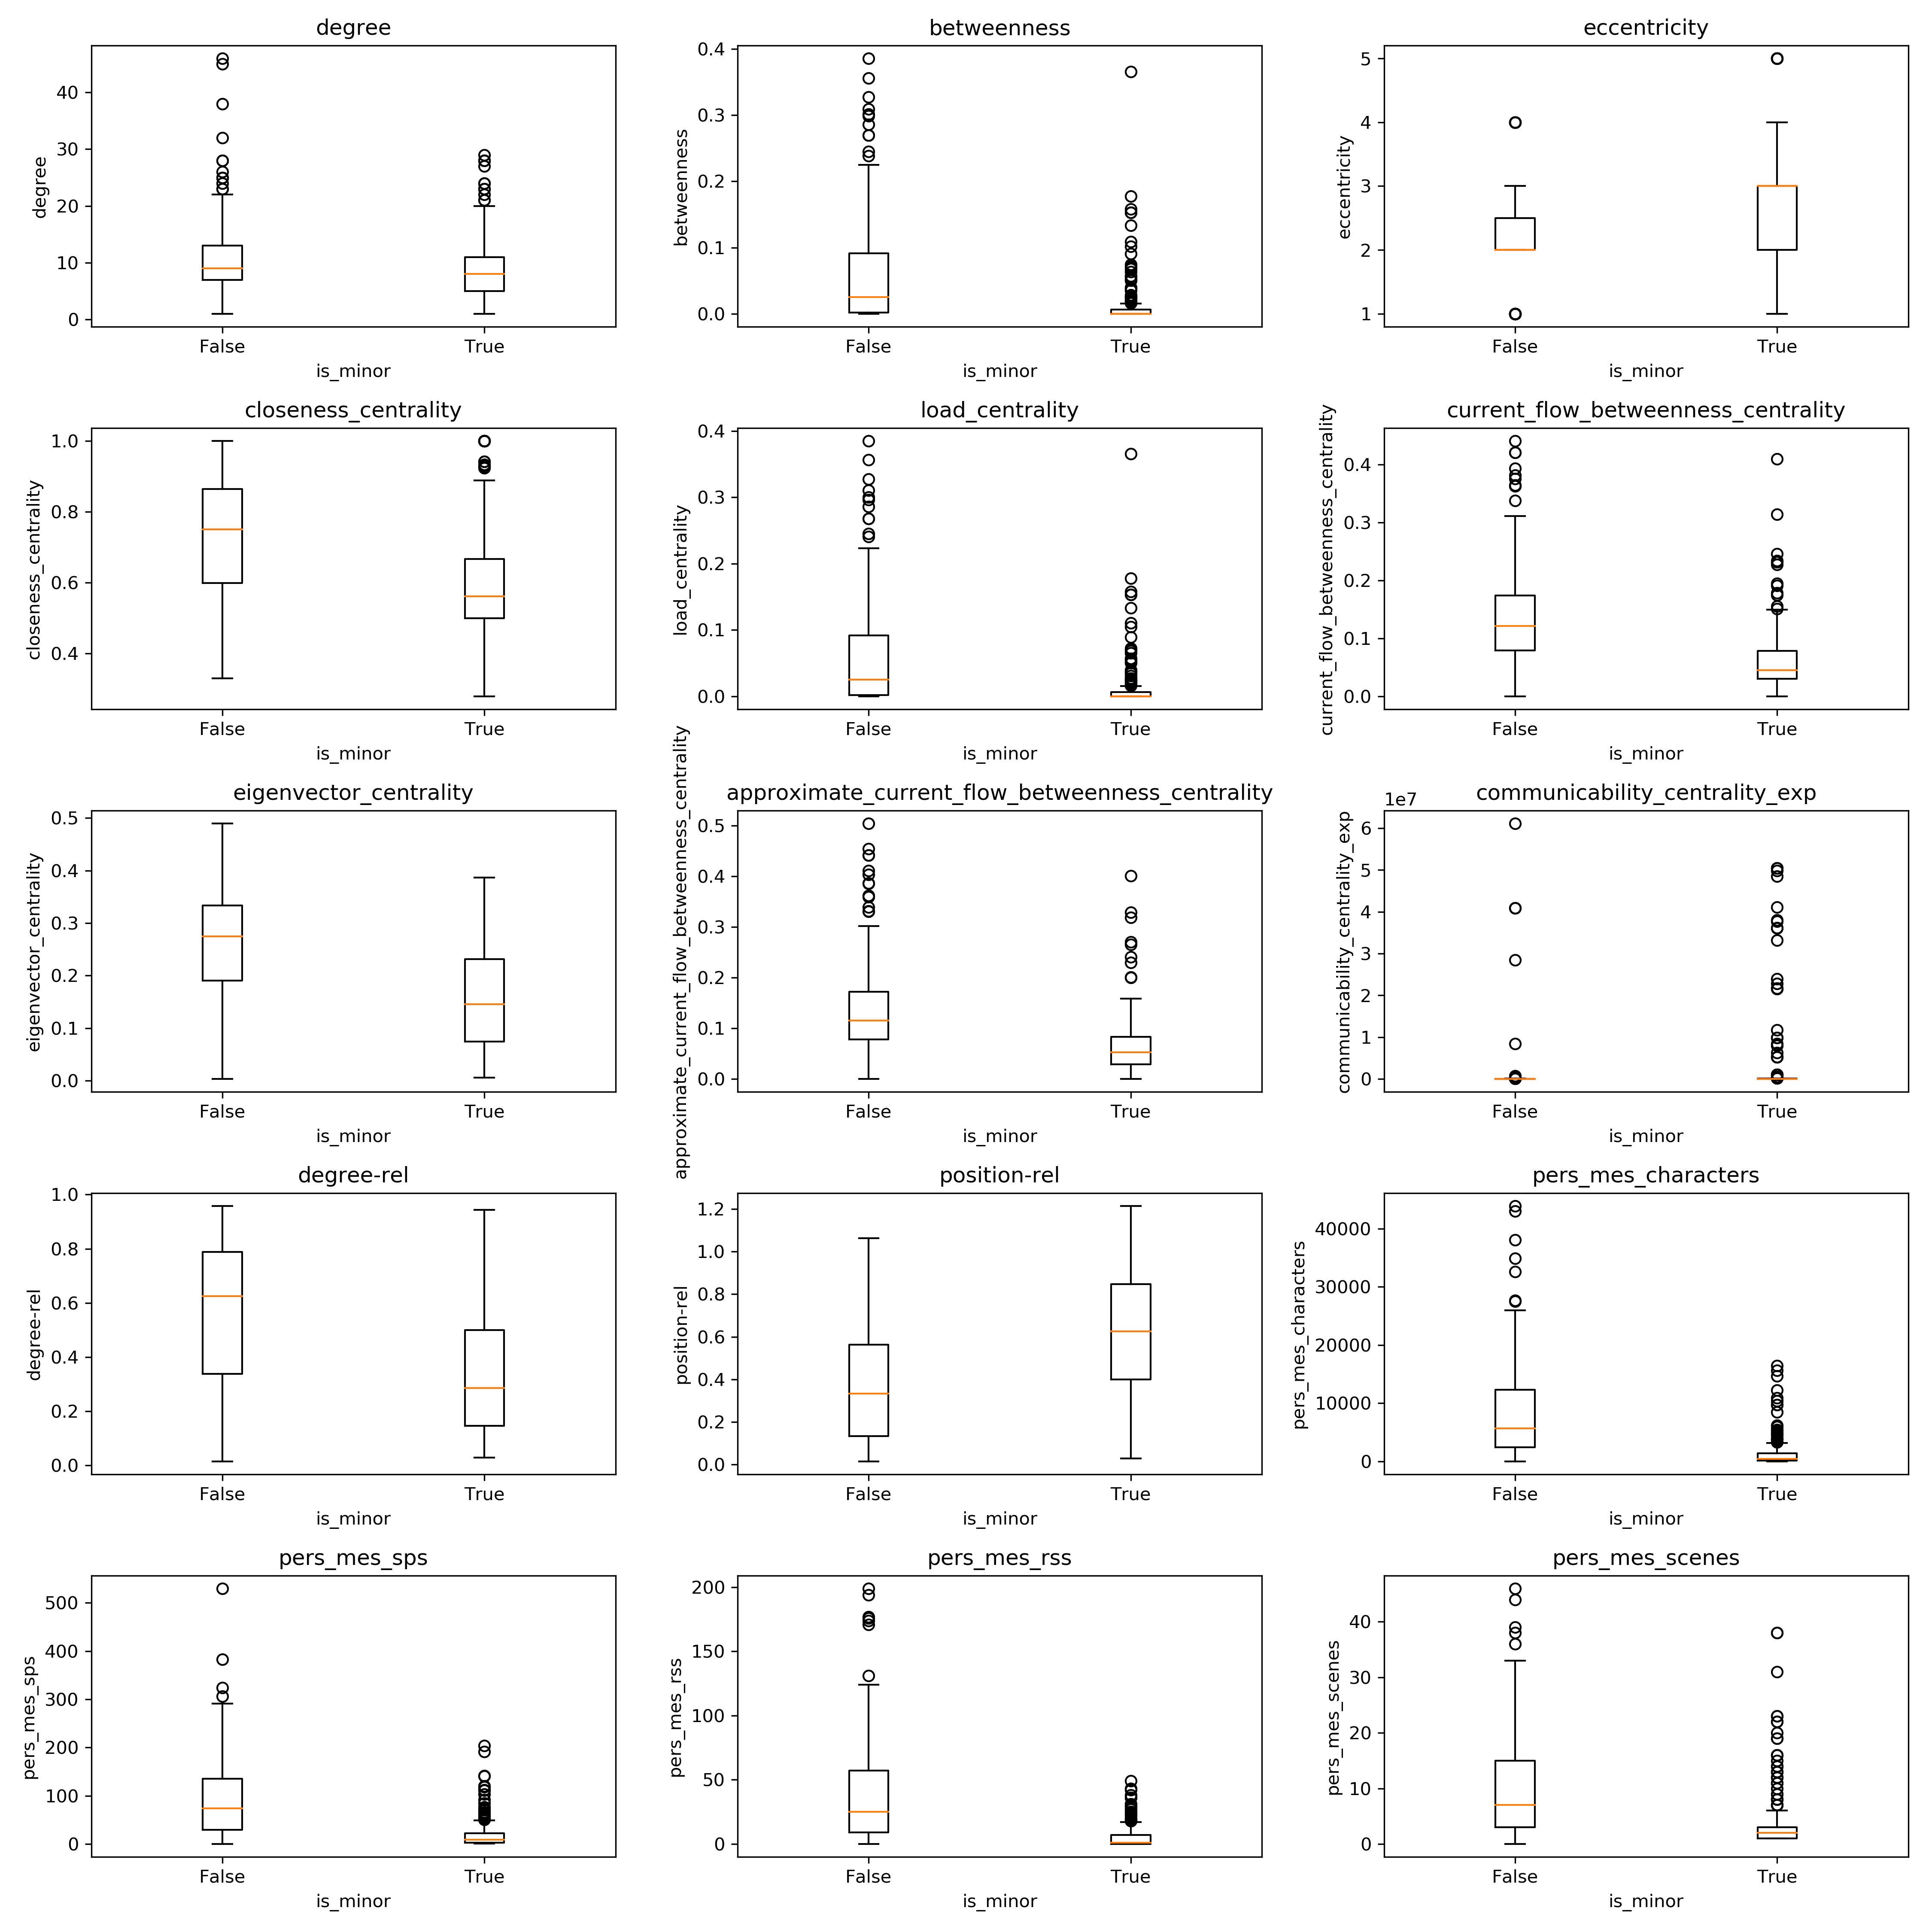 degree
degree
40
30
20
10
0
False
True
is_minor
betweenness
betweenness
0.4
0.3
0.2
0.1
0.0
False
True
is_minor
eccentricity
eccentricity
5
4
3
2
1
False
True
is_minor
closeness_centrality
closeness_centrality
1.0
0.8
0.6
0.4
False
True
is_minor
load_centrality
load_centrality
0.4
0.3
0.2
0.1
0.0
False
True
is_minor
current_flow_betweenness_centrality
current_flow_betweenness_centrality
0.4
0.3
0.2
0.1
0.0
False
True
is_minor
eigenvector_centrality
eigenvector_centrality
0.5
0.4
0.3
0.2
0.1
0.0
False
True
is_minor
approximate_current_flow_betweenness_centrality
approximate_current_flow_betweenness_centrality
0.5
0.4
0.3
0.2
0.1
0.0
False
True
is_minor
communicability_centrality_exp
communicability_centrality_exp
1e7
6
5
4
3
2
1
0
False
True
is_minor
degree-rel
degree-rel
1.0
0.8
0.6
0.4
0.2
0.0
False
True
is_minor
position-rel
position-rel
1.2
1.0
0.8
0.6
0.4
0.2
0.0
False
True
is_minor
pers_mes_characters
pers_mes_characters
40000
30000
20000
10000
0
False
True
is_minor
pers_mes_sps
pers_mes_sps
500
400
300
200
100
0
False
True
is_minor
pers_mes_rss
pers_mes_rss
200
150
100
50
0
False
True
is_minor
pers_mes_scenes
pers_mes_scenes
40
30
20
10
0
False
True
is_minor